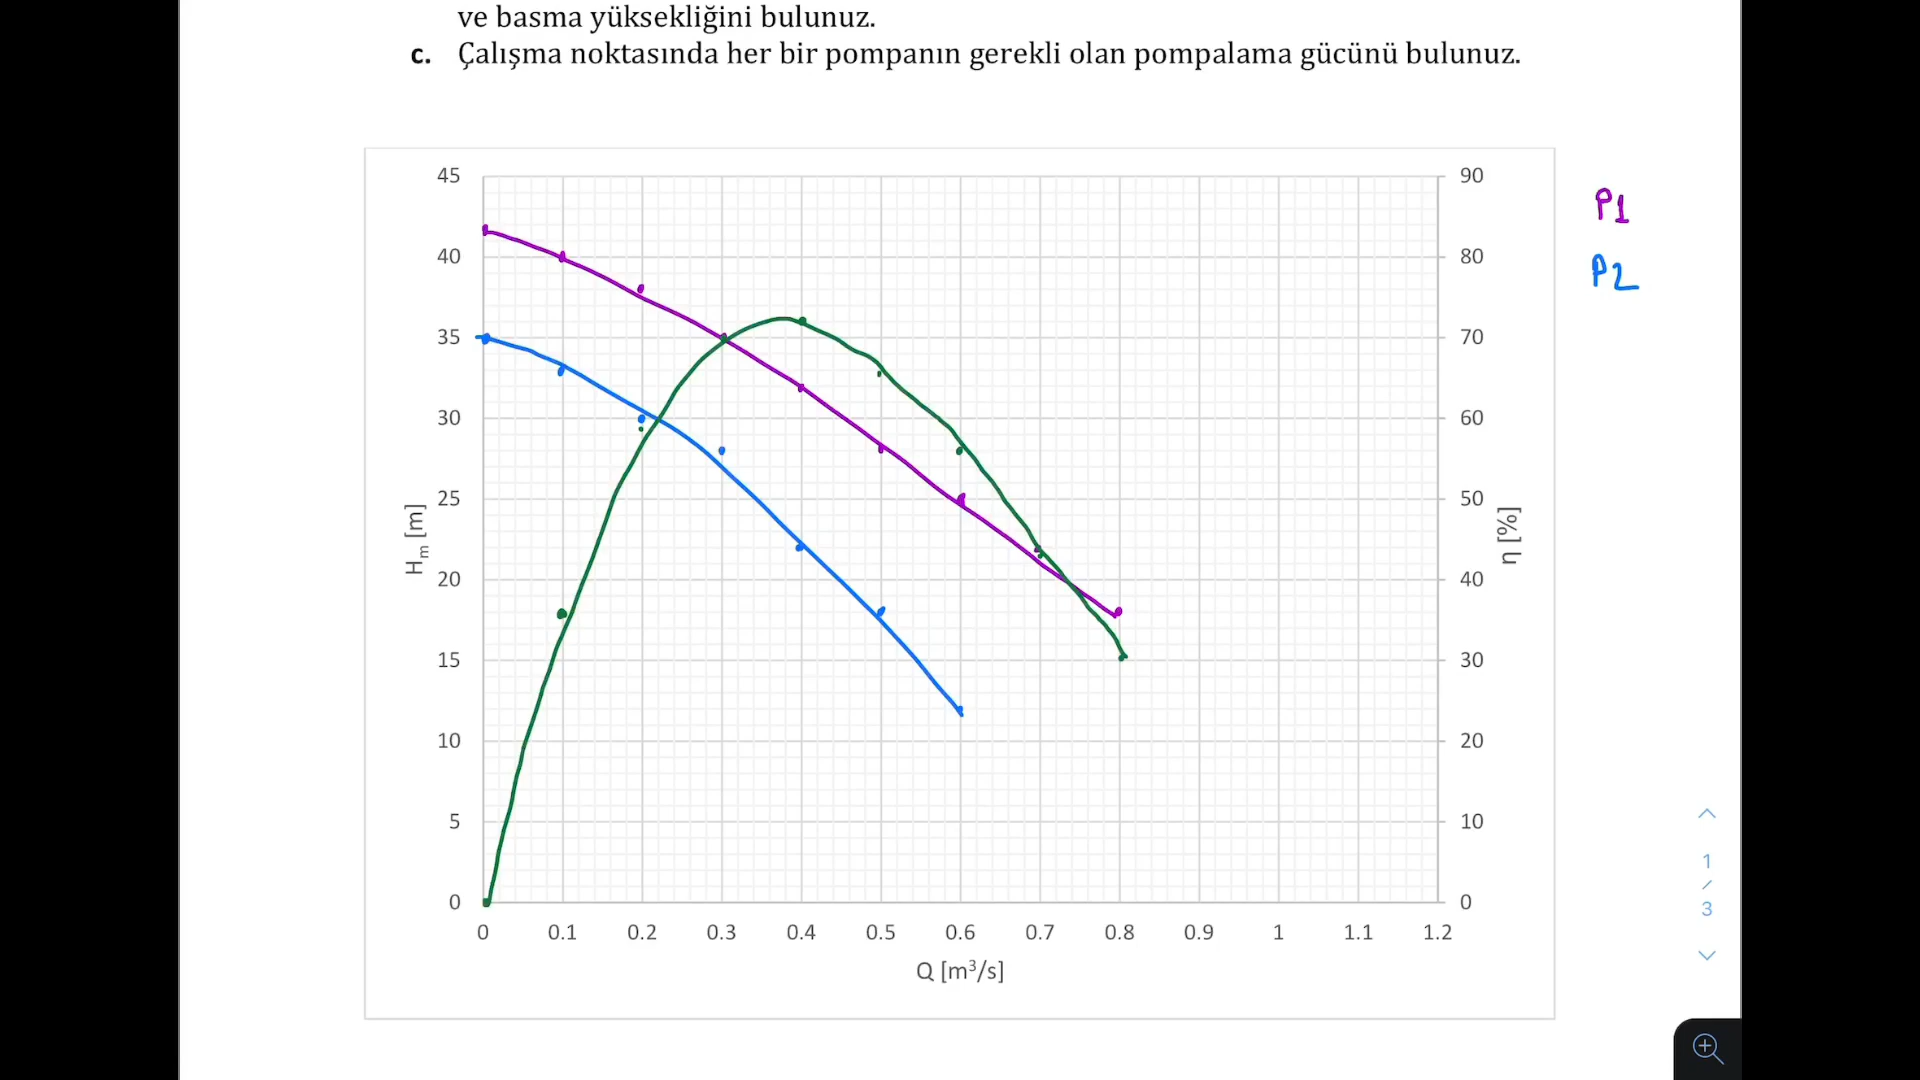 ve basma yüksekliğini bulunuz.
c. Çalışma noktasında her bir pompanın gerekli olan pompalama gücünü bulunuz.
45
40
35
30
25
20
15
10
5
0
Hm [m]
90
80
70
60
50
40
30
20
10
0
η [%]
0 0.1 0.2 0.3 0.4 0.5 0.6 0.7 0.8 0.9 1 1.1 1.2
Q [m³/s]
P1
P2
1
/
3